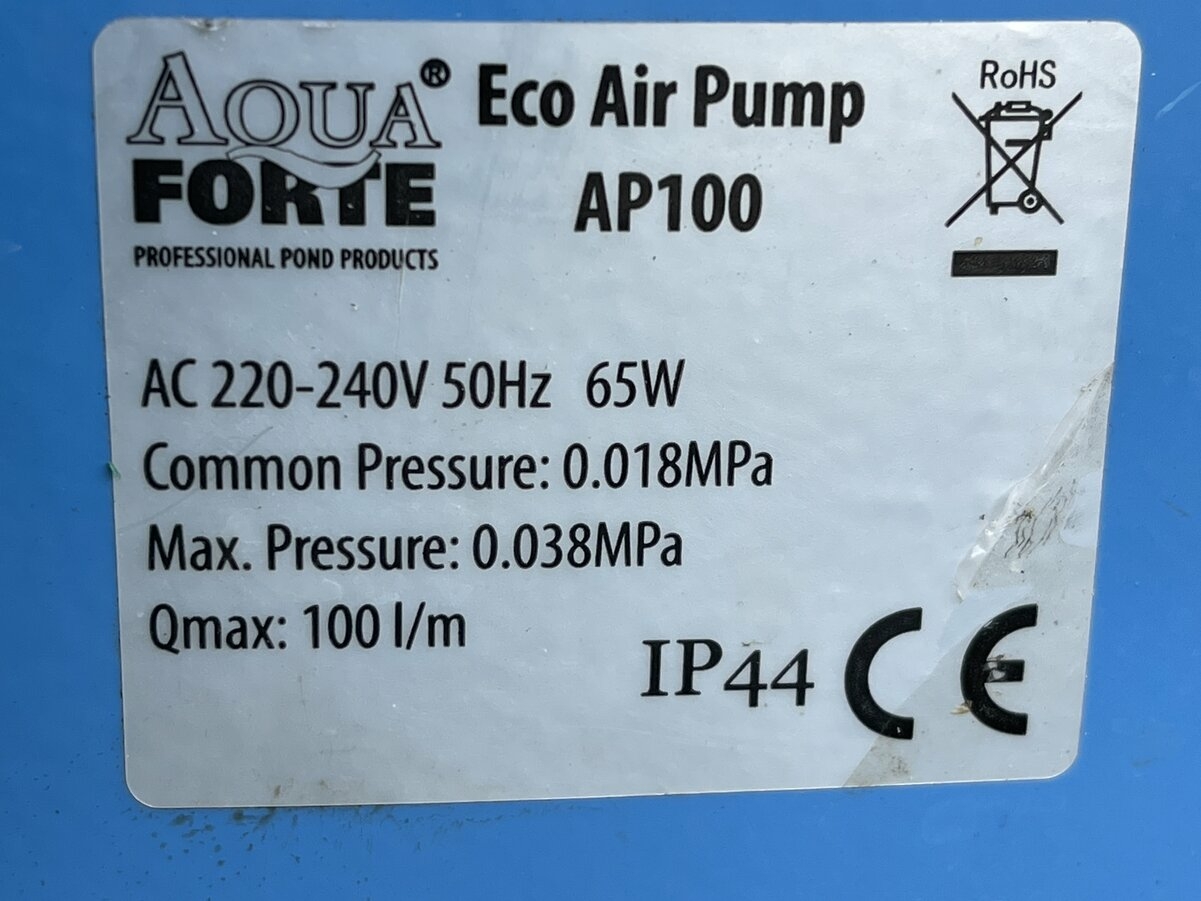 AQUA® Eco Air Pump
FORTE AP100
PROFESSIONAL POND PRODUCTS
RoHS
AC 220-240V 50Hz 65W
Common Pressure: 0.018MPa
Max. Pressure: 0.038MPa
Qmax: 100 l/m
IP44 CE